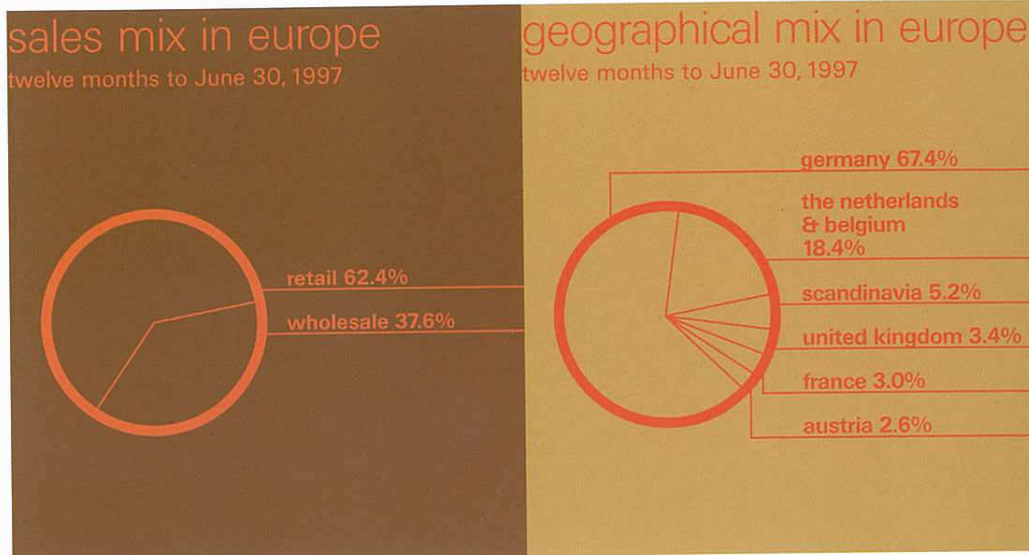 sales mix in europe
twelve months to June 30, 1997
retail 62.4%
wholesale 37.6%
geographical mix in europe
twelve months to June 30, 1997
germany 67.4%
the netherlands
& belgium
18.4%
scandinavia 5.2%
united kingdom 3.4%
france 3.0%
austria 2.6%